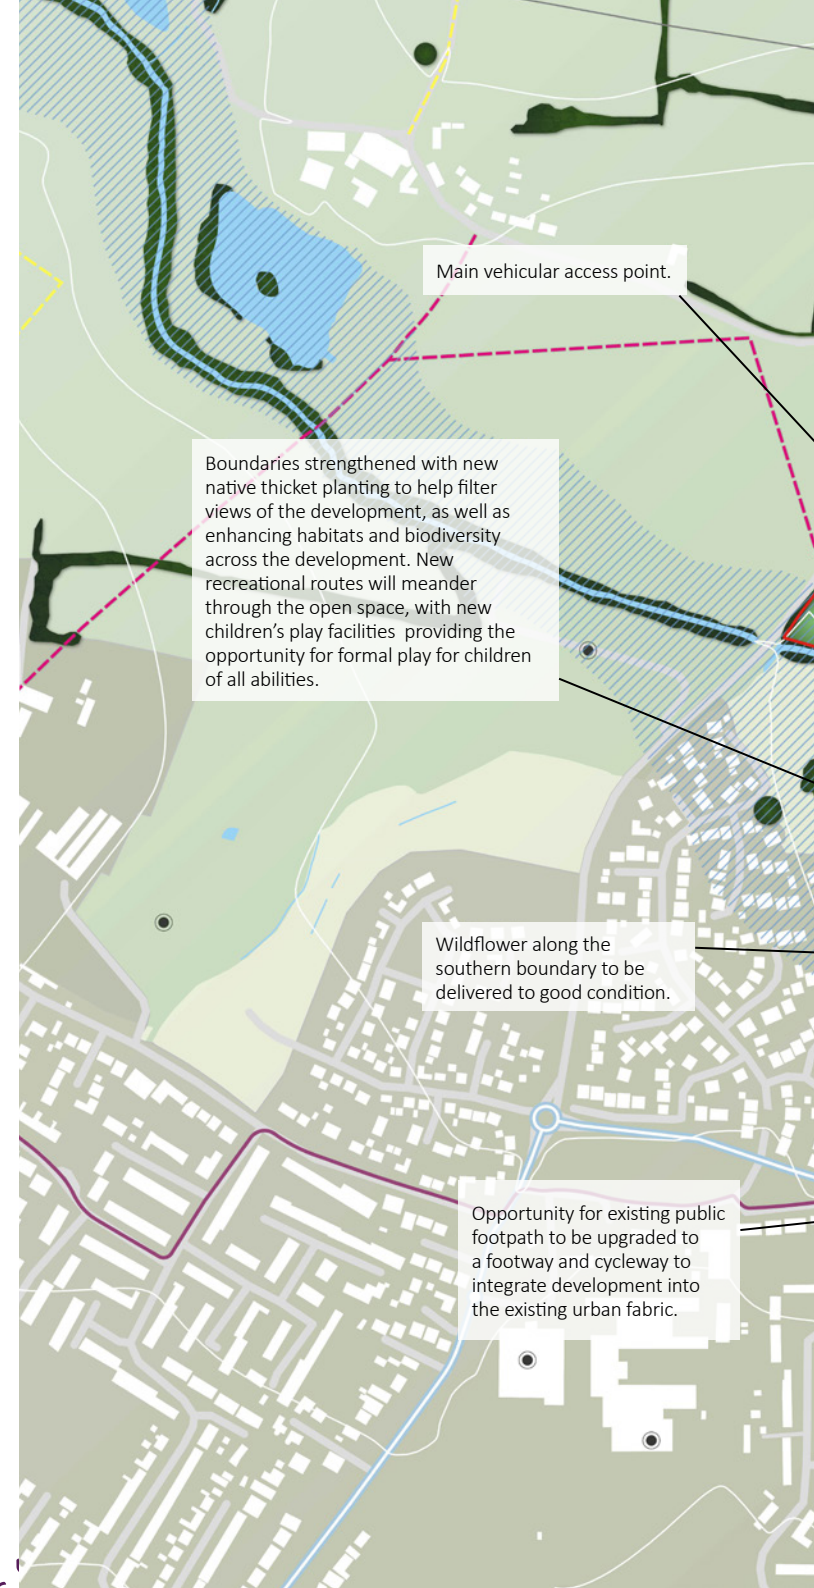 Main vehicular access point.
Boundaries strengthened with new
native thicket planting to help filter
views of the development, as well as
enhancing habitats and biodiversity
across the development. New
recreational routes will meander
through the open space, with new
children’s play facilities  providing the
opportunity for formal play for children
of all abilities.
Wildflower along the
southern boundary to be
delivered to good condition.
Opportunity for existing public
footpath to be upgraded to
a footway and cycleway to
integrate development into
the existing urban fabric.